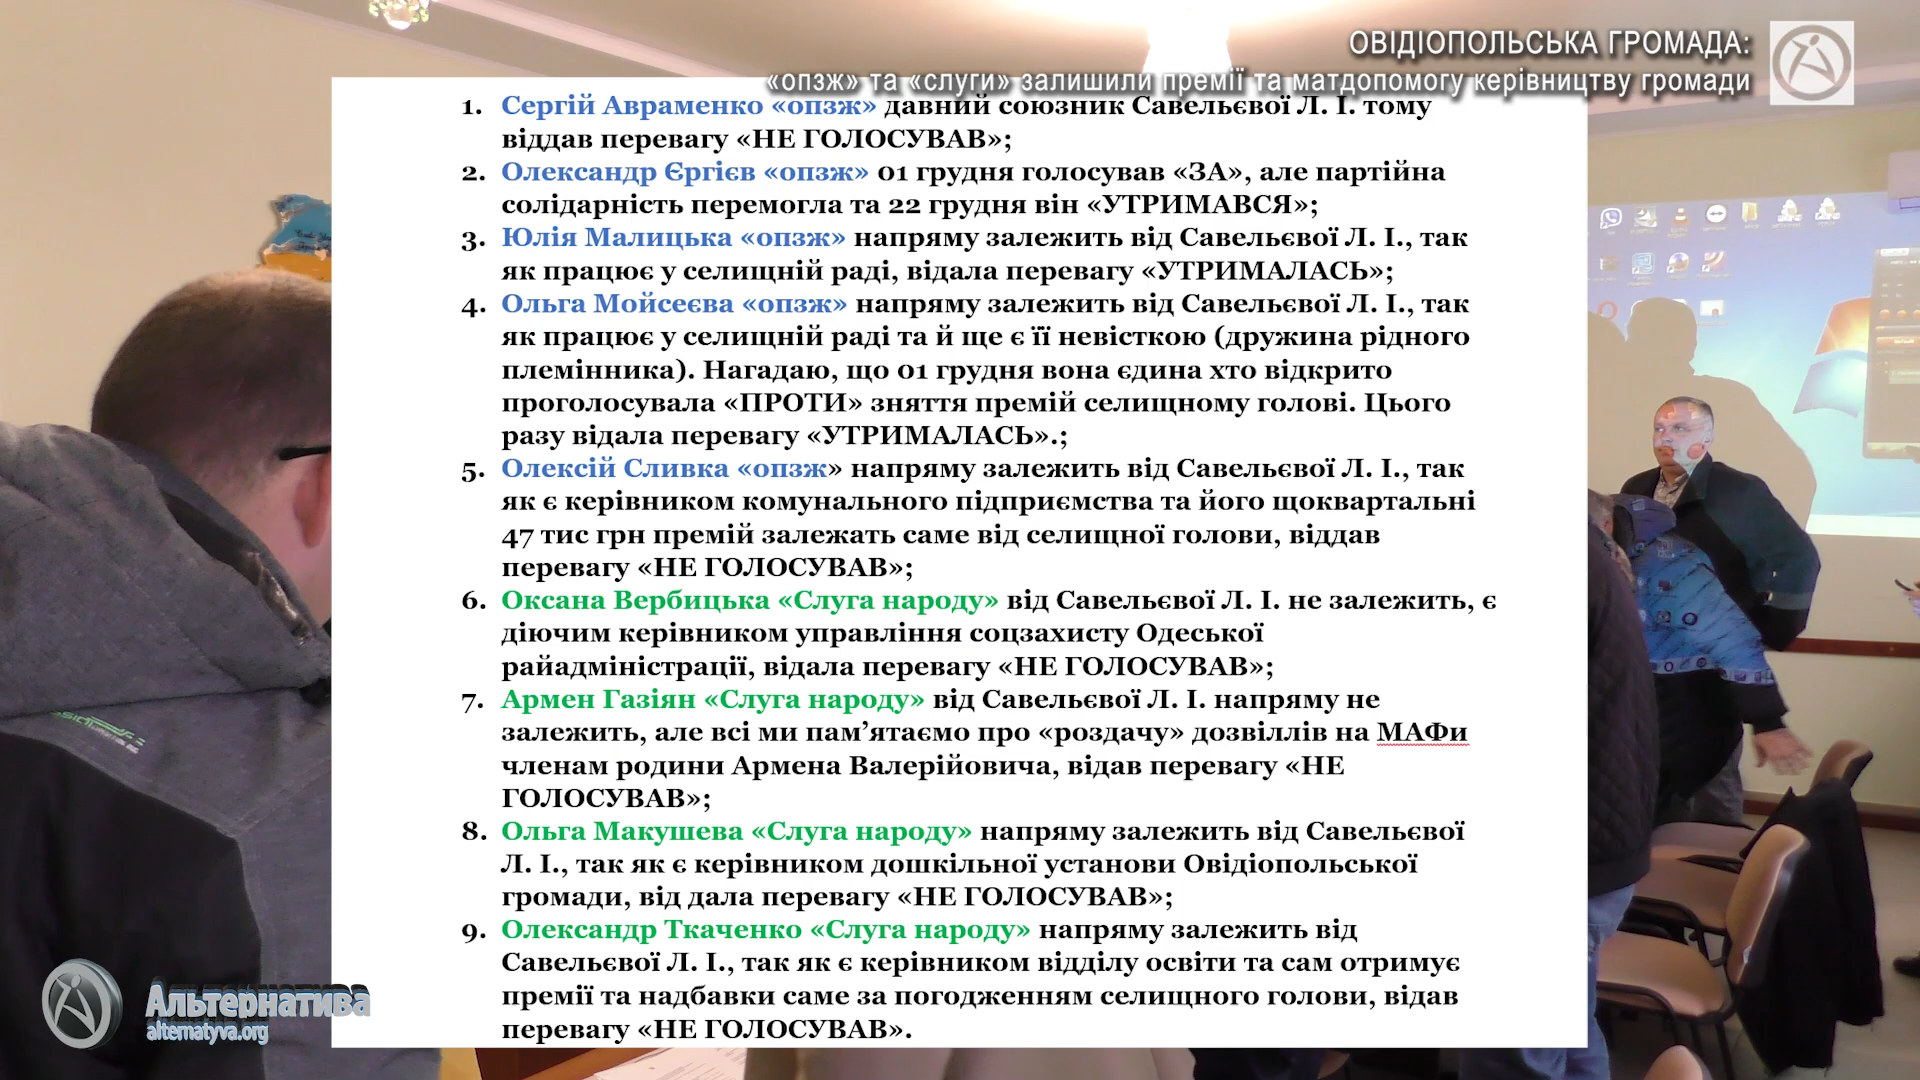 ОВІДІОПОЛЬСЬКА ГРОМАДА:
«опзж» та «слуги» залишили премії та матдопомогу керівництву громади
1. Сергій Авраменко «опзж» давний союзник Савельєвої Л. І. тому
віддав перевагу «НЕ ГОЛОСУВАВ»;
2. Олександр Єргієв «опзж» 01 грудня голосував «ЗА», але партійна
солідарність перемогла та 22 грудня він «УТРИМАВСЯ»;
3. Юлія Малицька «опзж» напряму залежить від Савельєвої Л. І., так
як працює у селищній раді, відала перевагу «УТРИМАЛАСЬ»;
4. Ольга Мойсеєва «опзж» напряму залежить від Савельєвої Л. І., так
як працює у селищній раді та й ще є її невісткою (дружина рідного
племінника). Нагадаю, що 01 грудня вона єдина хто відкрито
проголосувала «ПРОТИ» зняття премій селищному голові. Цього
разу відала перевагу «УТРИМАЛАСЬ».;
5. Олексій Сливка «опзж» напряму залежить від Савельєвої Л. І., так
як є керівником комунального підприємства та його щоквартальні
47 тис грн премій залежать саме від селищної голови, віддав
перевагу «НЕ ГОЛОСУВАВ»;
6. Оксана Вербицька «Слуга народу» від Савельєвої Л. І. не залежить, є
діючим керівником управління соцзахисту Одеської
райадміністрації, відала перевагу «НЕ ГОЛОСУВАВ»;
7. Армен Газіян «Слуга народу» від Савельєвої Л. І. напряму не
залежить, але всі ми пам’ятаємо про «роздачу» дозвіллів на МАФи
членам родини Армена Валерійовича, відав перевагу «НЕ
ГОЛОСУВАВ»;
8. Ольга Макушева «Слуга народу» напряму залежить від Савельєвої
Л. І., так як є керівником дошкільної установи Овідіопольської
громади, від дала перевагу «НЕ ГОЛОСУВАВ»;
9. Олександр Ткаченко «Слуга народу» напряму залежить від
Савельєвої Л. І., так як є керівником відділу освіти та сам отримує
премії та надбавки саме за погодженням селищного голови, відав
перевагу «НЕ ГОЛОСУВАВ».
Альтернатива
alternatyva.org